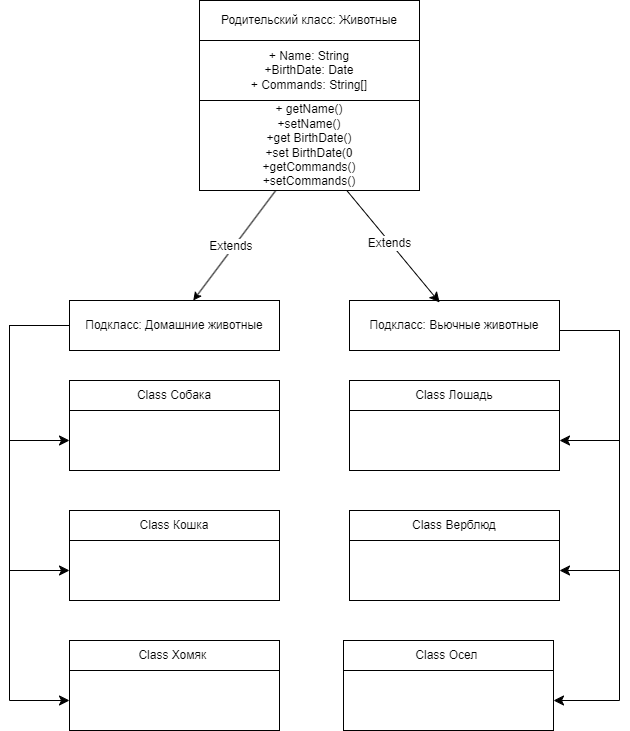 Родительский класс: Животные
+ Name: String
+BirthDate: Date
+ Commands: String[]
+ getName()
+setName()
+get BirthDate()
+set BirthDate(0
+getCommands()
+setCommands()
Extends
Extends
Подкласс: Домашние животные
Подкласс: Вьючные животные
Class Собака
Class Лошадь
Class Кошка
Class Верблюд
Class Хомяк
Class Осел